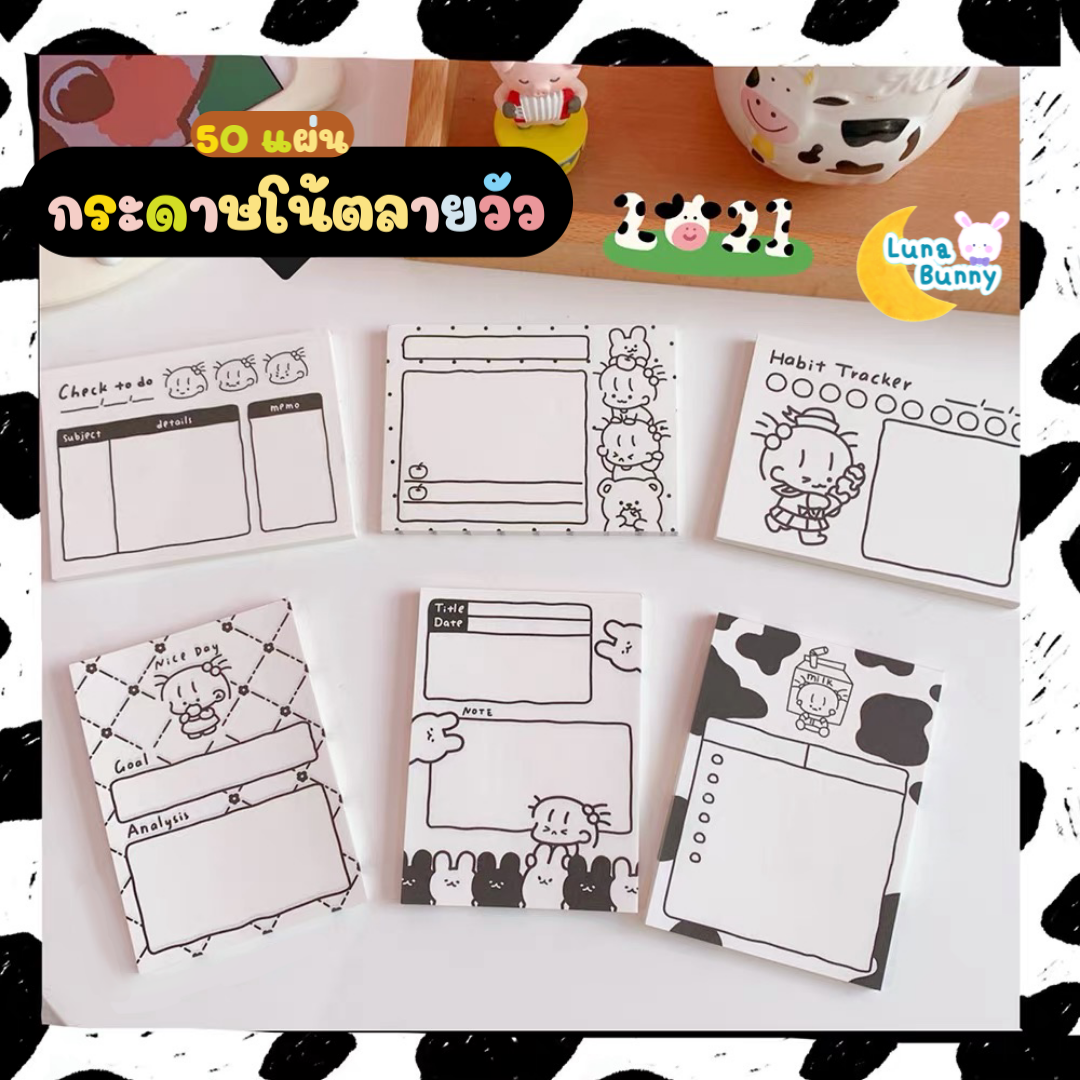 50 แผ่น
กระดาษโน้ตลายวัว
2021
Luna
Bunny
Check to do
subject
details
memo
Habit Tracker
Nice Day
Goal
Analysis
Title
Date
NOTE
milk